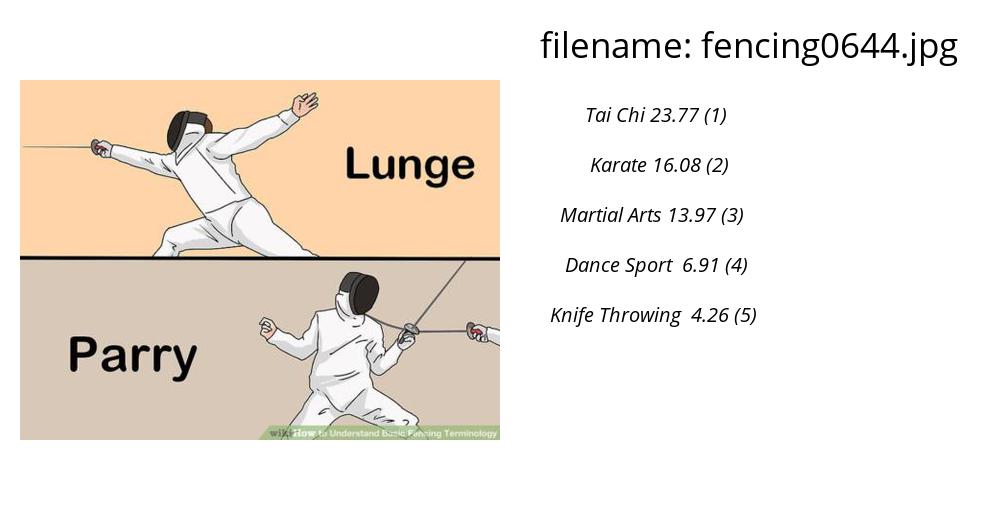 filename: fencing0644.jpg
Tai Chi 23.77 (1)
Lunge
Karate 16.08 (2)
Martial Arts 13.97 (3)
Dance Sport 6.91 (4)
Knife Throwing 4.26 (5)
Parry
wikiHow to Understand Basic Fencing Terminology